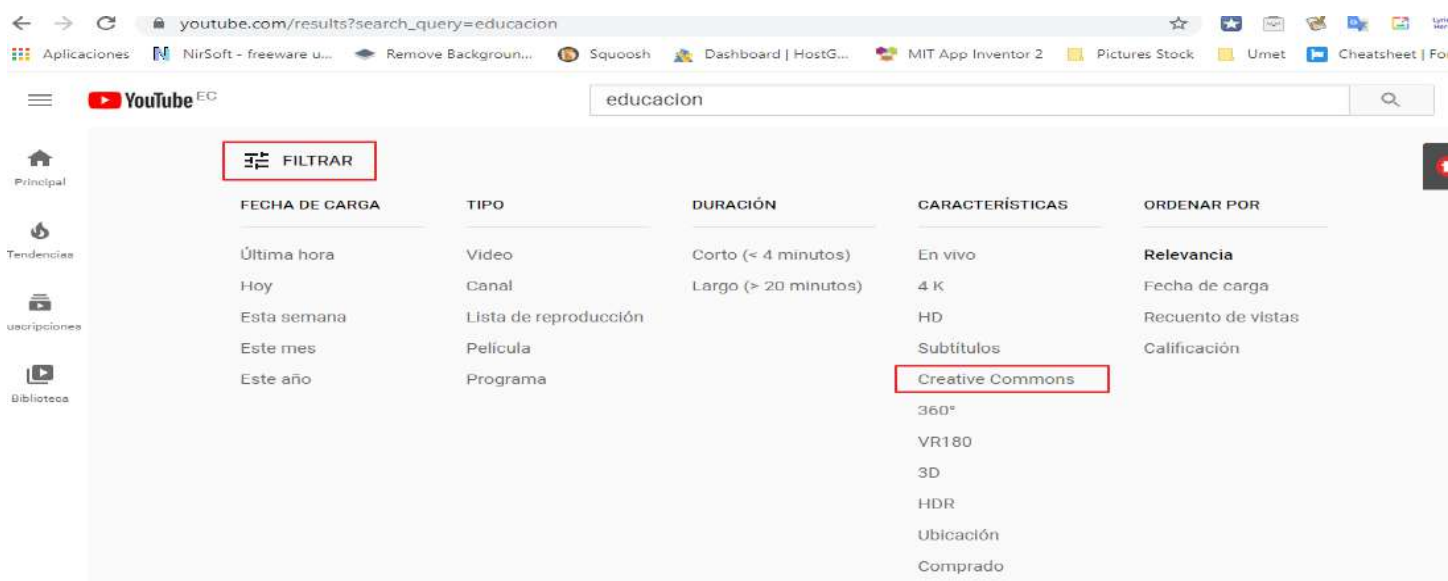 youtube.com/results?search_query=educacion
Aplicaciones NirSoft - freeware u... Remove Backgroun... Squoosh Dashboard | HostG... MIT App Inventor 2 Pictures Stock Umet Cheatsheet | Fo
YouTube EC educacion
FILTRAR
Principal
Tendencias
uscripciones
Biblioteca
FECHA DE CARGA TIPO DURACIÓN CARACTERÍSTICAS ORDENAR POR
Última hora Video Corto (< 4 minutos) En vivo Relevancia
Hoy Canal Largo (> 20 minutos) 4 K Fecha de carga
Esta semana Lista de reproducción HD Recuento de vistas
Este mes Película Subtítulos Calificación
Este año Programa Creative Commons
360°
VR180
3D
HDR
Ubicación
Comprado